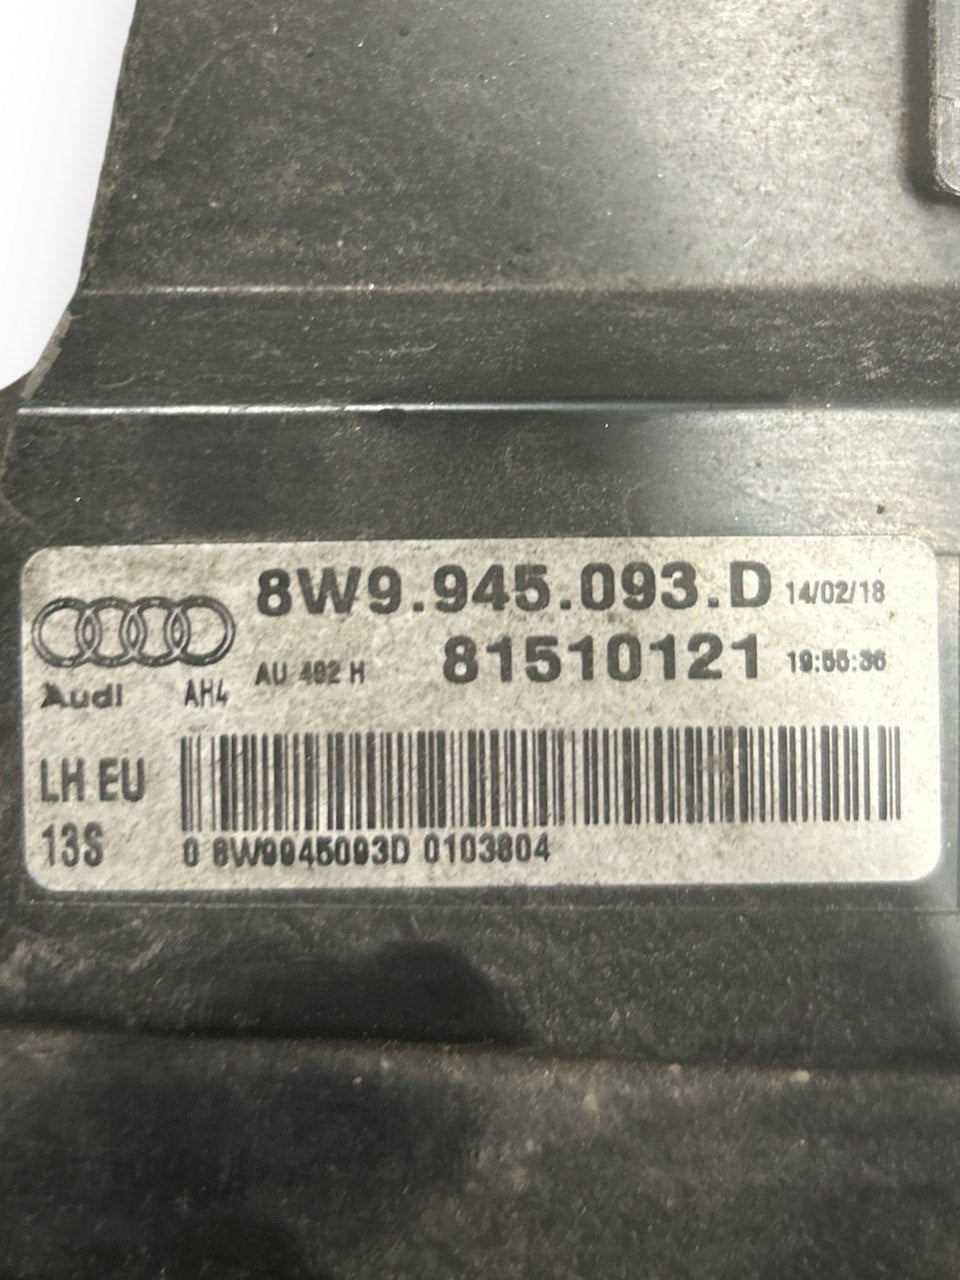 8W9.945.093.D 14/02/18
81510121 19:55:36
Audi AH4 AU 492 H
LH EU
13S
0 8W9945093D 0103804